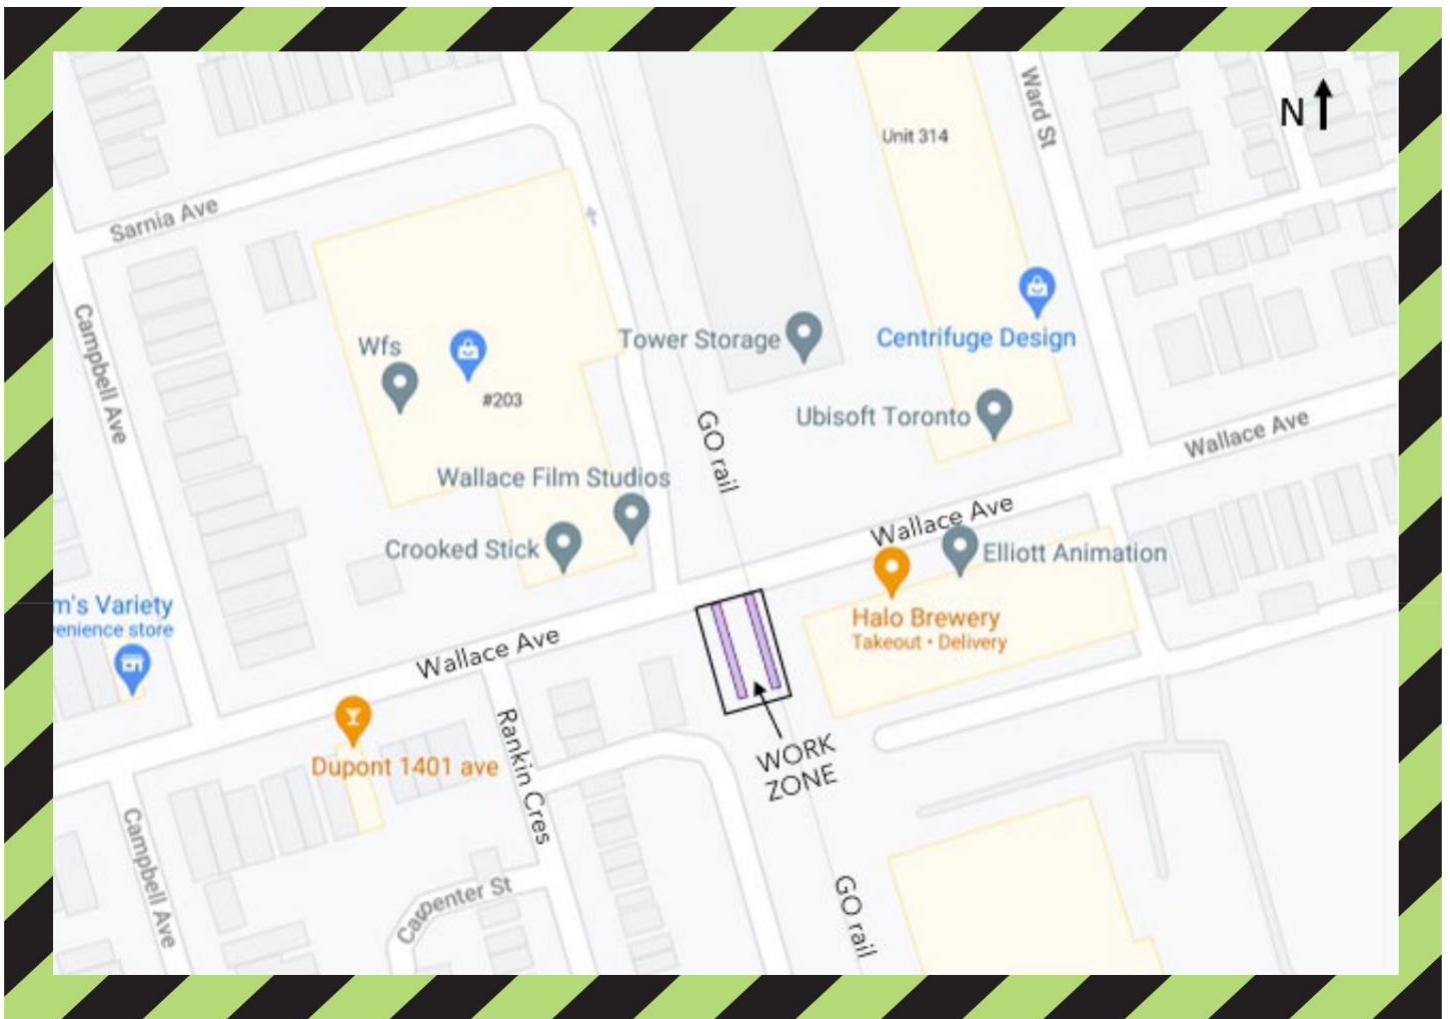 Ward St
N
Unit 314
Sarnia Ave
Campbell Ave
Wfs
Tower Storage
Centrifuge Design
#203
Ubisoft Toronto
GO rail
Wallace Ave
Wallace Film Studios
Wallace Ave
Crooked Stick
Elliott Animation
m's Variety
enience store
Halo Brewery
Takeout • Delivery
Wallace Ave
Rankin Cres
Dupont 1401 ave
WORK
ZONE
Campbell Ave
Carpenter St
GO rail